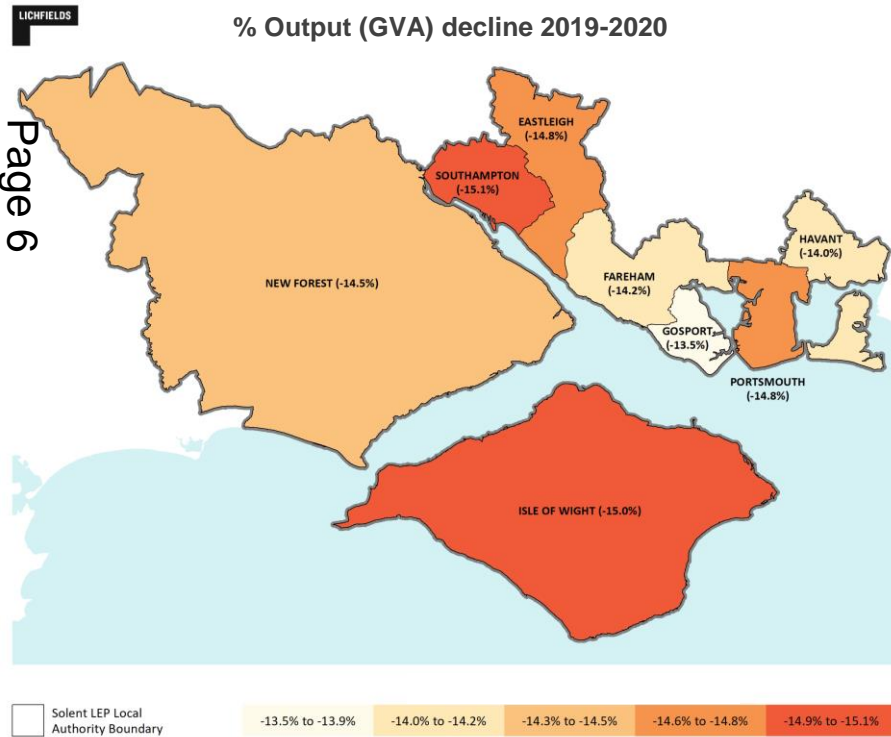 LICHFIELDS
% Output (GVA) decline 2019-2020
Page 6
EASTLEIGH
(-14.8%)
SOUTHAMPTON
(-15.1%)
HAVANT
(-14.0%)
NEW FOREST (-14.5%)
FAREHAM
(-14.2%)
GOSPORT
(-13.5%)
PORTSMOUTH
(-14.8%)
ISLE OF WIGHT (-15.0%)
Solent LEP Local
Authority Boundary
-13.5% to -13.9%
-14.0% to -14.2%
-14.3% to -14.5%
-14.6% to -14.8%
-14.9% to -15.1%